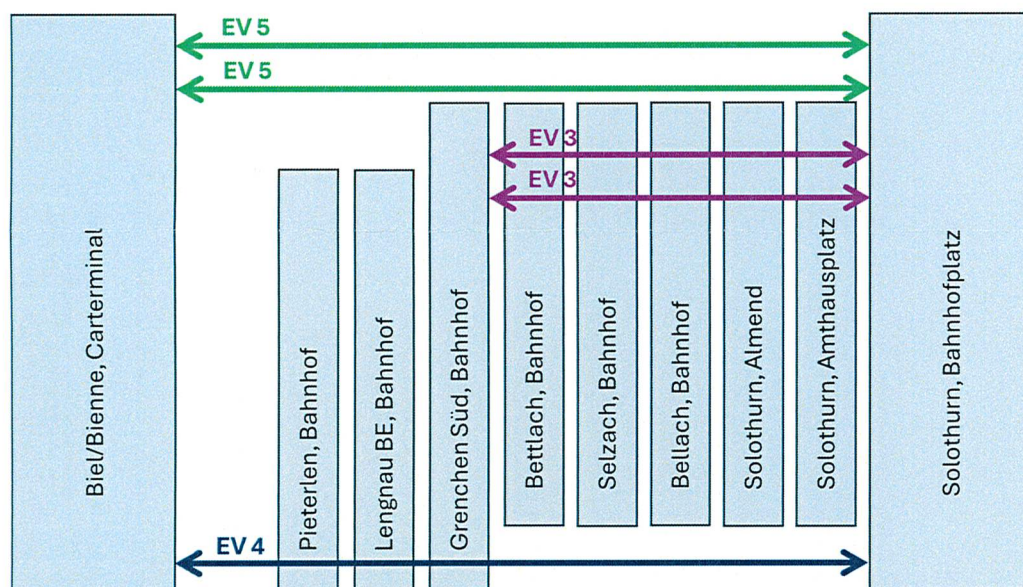 EV 5
EV 5
EV 3
EV 3
Biel/Bienne, Carterminal
Pieterlen, Bahnhof
Lengnau BE, Bahnhof
Grenchen Süd, Bahnhof
Bettlach, Bahnhof
Selzach, Bahnhof
Bellach, Bahnhof
Solothurn, Almend
Solothurn, Amthausplatz
Solothurn, Bahnhofplatz
EV 4